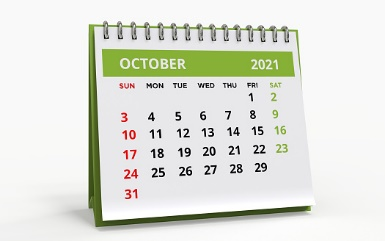 OCTOBER 2021
SUN MON TUE WED THU FRI SAT
1 2
3 4 5 6 7 8 9
10 11 12 13 14 15 16
17 18 19 20 21 22 23
24 25 26 27 28 29
31